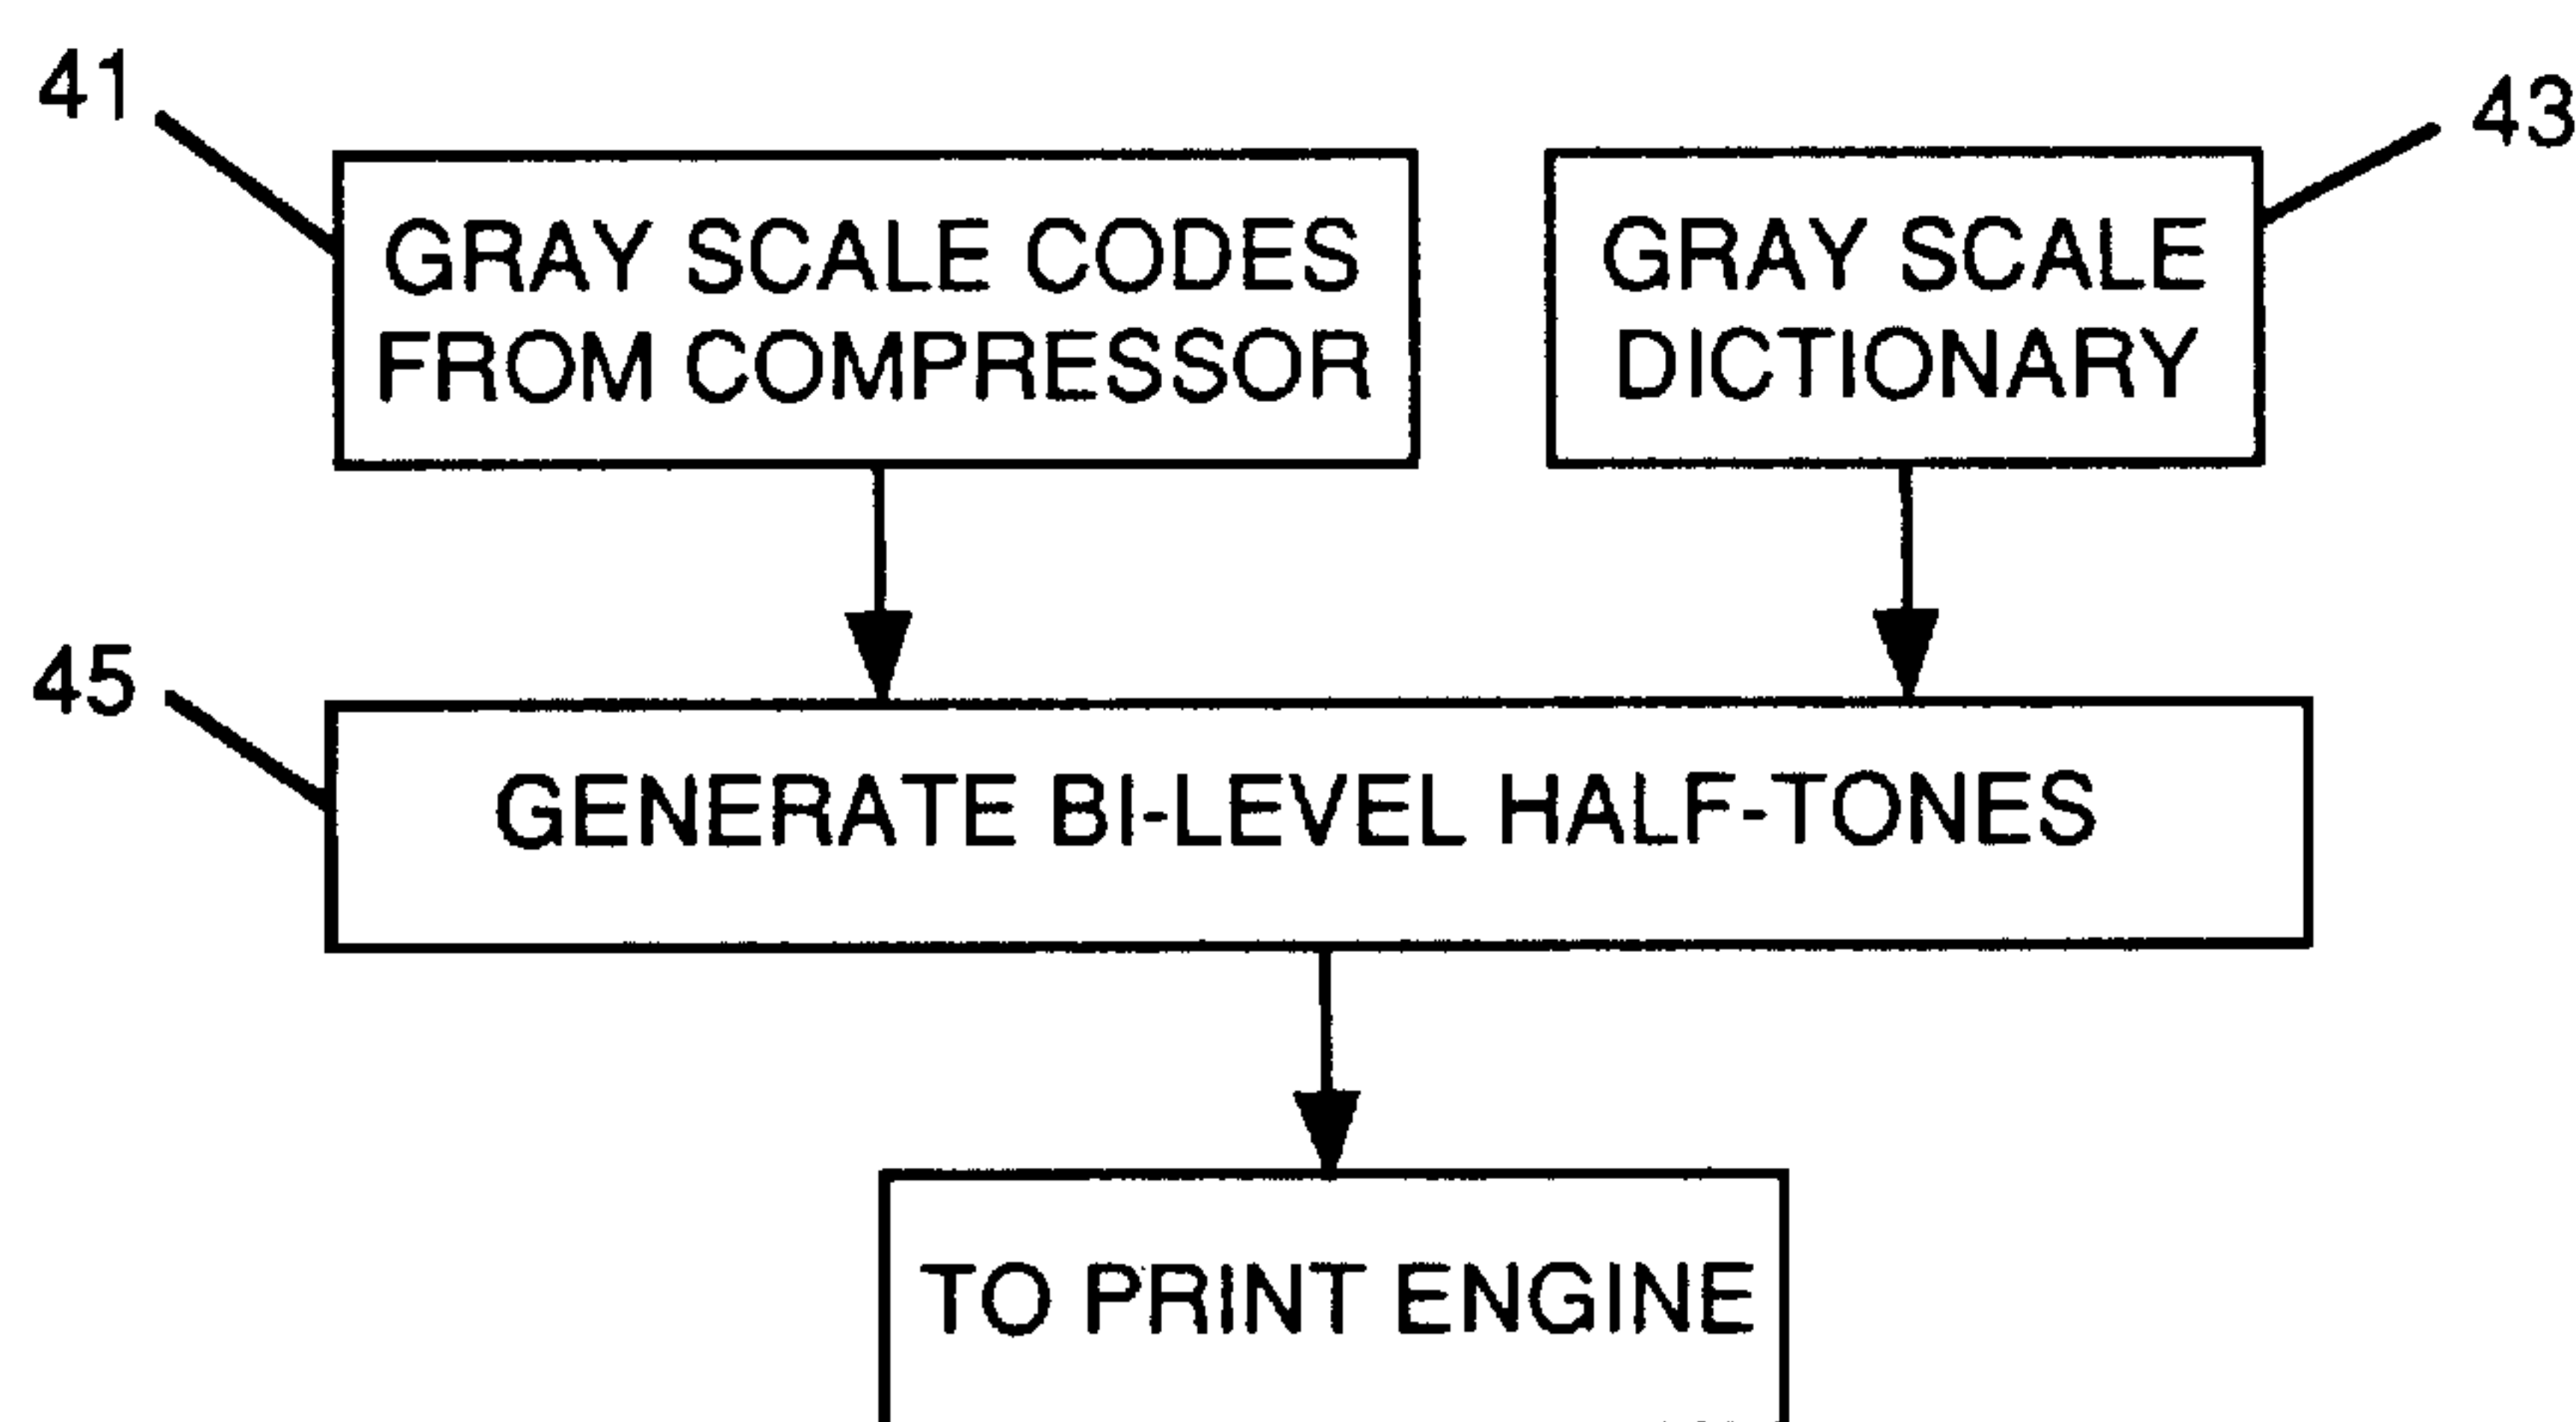 41
43
GRAY SCALE CODES
FROM COMPRESSOR
GRAY SCALE
DICTIONARY
45
GENERATE BI-LEVEL HALF-TONES
TO PRINT ENGINE